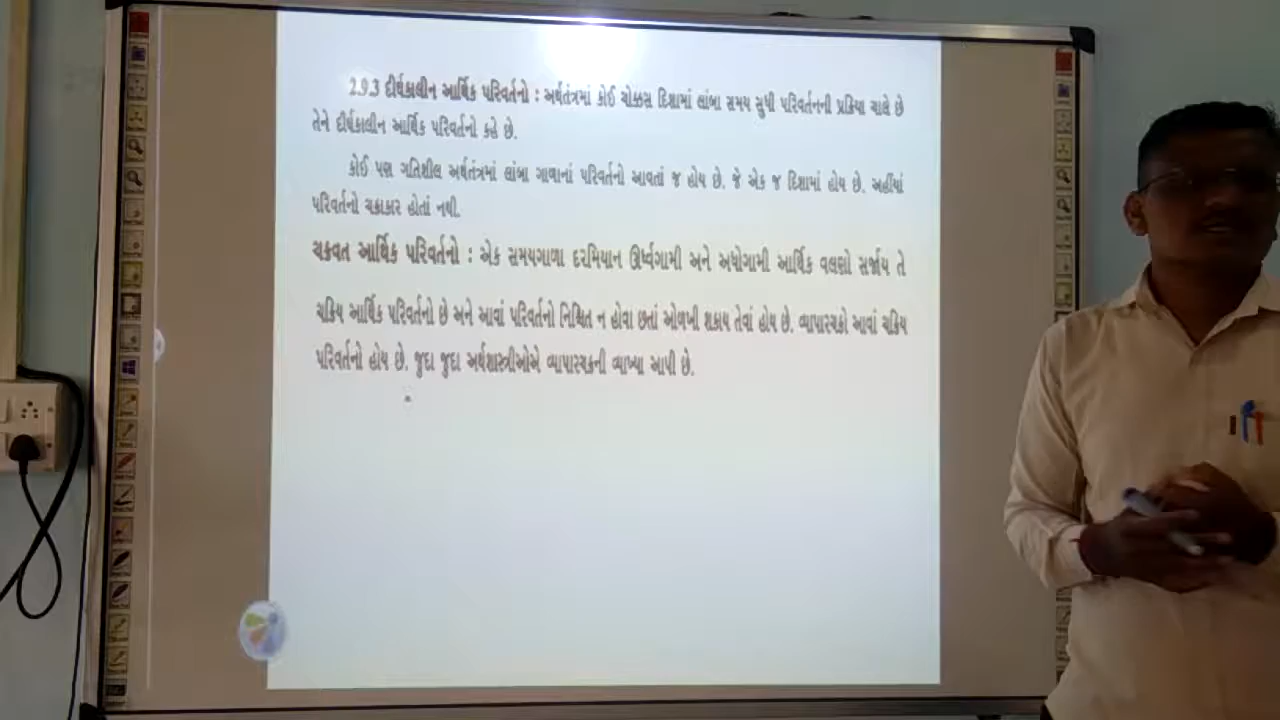 2.9.3 દીર્ઘકાલીન આર્થિક પરિવર્તનો : અર્થતંત્રમાં કોઈ ચોક્કસ દિશામાં લાંબા સમય સુધી પરિવર્તનની પ્રક્રિયા ચાલે છે
તેને દીર્ઘકાલીન આર્થિક પરિવર્તનો કહે છે.
કોઈ પણ ગતિશીલ અર્થતંત્રમાં લાંબા ગાળાનાં પરિવર્તનો આવતાં જ હોય છે. જે એક જ દિશામાં હોય છે. અહીંયાં
પરિવર્તનો ચક્રાકાર હોતાં નથી.
ચક્રવત આર્થિક પરિવર્તનો : એક સમયગાળા દરમિયાન ઊર્ધ્વગામી અને અધોગામી આર્થિક વલણો સર્જાય તે
ચક્રિય આર્થિક પરિવર્તનો છે અને આવાં પરિવર્તનો નિશ્ચિત ન હોવા છતાં ઓળખી શકાય તેવાં હોય છે. વ્યાપારચક્રો આવાં ચક્રિય
પરિવર્તનો હોય છે. જુદા જુદા અર્થશાસ્ત્રીઓએ વ્યાપારચક્રની વ્યાખ્યા આપી છે.